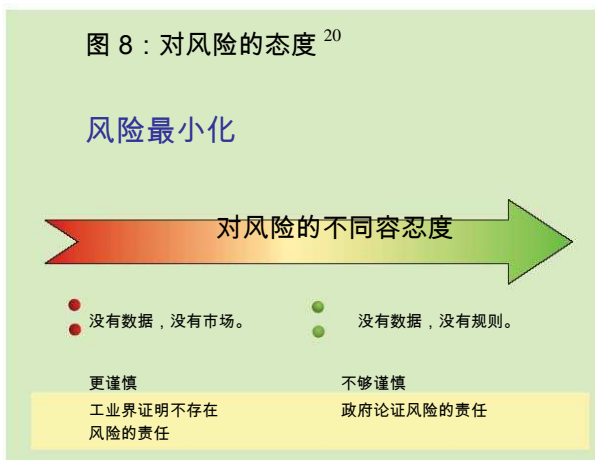 图 8：对风险的态度 20
风险最小化
对风险的不同容忍度
没有数据，没有市场。
没有数据，没有规则。
更谨慎
不够谨慎
工业界证明不存在
风险的责任
政府论证风险的责任